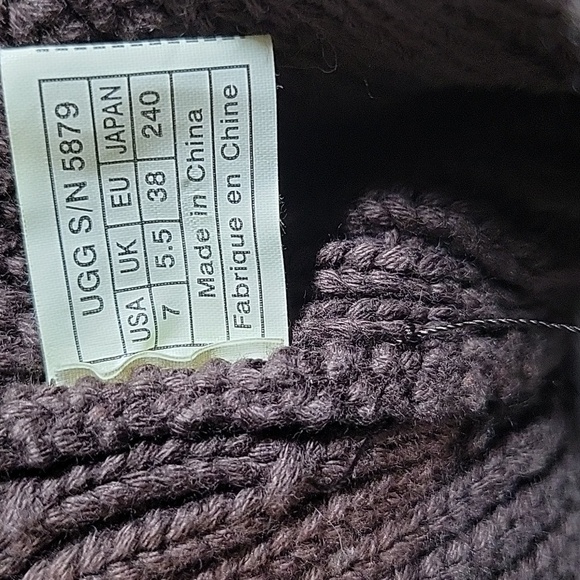 UGG S/N 5879
USA UK EU JAPAN
7 5.5 38 240
Made in China
Fabrique en Chine